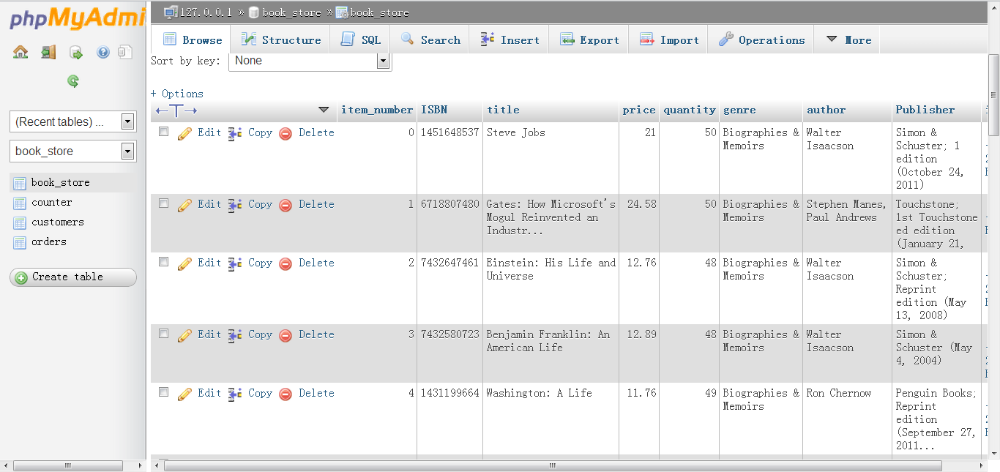 phpMyAdmi
127.0.0.1 » book_store » book_store
Browse Structure SQL Search Insert Export Import Operations More
Sort by key: None
+ Options
(Recent tables) ...
book_store
book_store
counter
customers
orders
Create table
item_number ISBN title price quantity genre author Publisher
Edit Copy Delete 0 1451648537 Steve Jobs 21 50 Biographies & Walter Simon &
Memoirs Isaacson Schuster; 1
edition
(October 24,
2011)
Edit Copy Delete 1 6718807480 Gates: How Microsoft's 24.58 50 Biographies & Stephen Manes, Touchstone;
Mogul Reinvented an Memoirs Paul Andrews 1st Touchstone
Industr... ed edition
(January 21,
Edit Copy Delete 2 7432647461 Einstein: His Life and 12.76 48 Biographies & Walter Simon &
Universe Memoirs Isaacson Schuster;
Reprint
edition (May
13, 2008)
Edit Copy Delete 3 7432580723 Benjamin Franklin: An 12.89 48 Biographies & Walter Simon &
American Life Memoirs Isaacson Schuster (May
4, 2004)
Edit Copy Delete 4 1431199664 Washington: A Life 11.76 49 Biographies & Ron Chernow Penguin Books;
Memoirs Reprint
edition
(September 27,
2011...